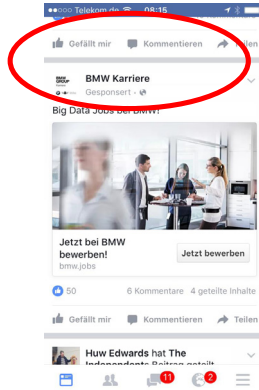 Telekom.de 08:15
Gefällt mir Kommentieren Teilen
BMW GROUP
BMW Karriere
Gesponsert ·
Big Data Jobs bei BMW!
Jetzt bei BMW
bewerben!
bmw.jobs
Jetzt bewerben
50 6 Kommentare 4 geteilte Inhalte
Gefällt mir Kommentieren Teilen
Huw Edwards hat The
Independents Beitrag geteilt
11 2